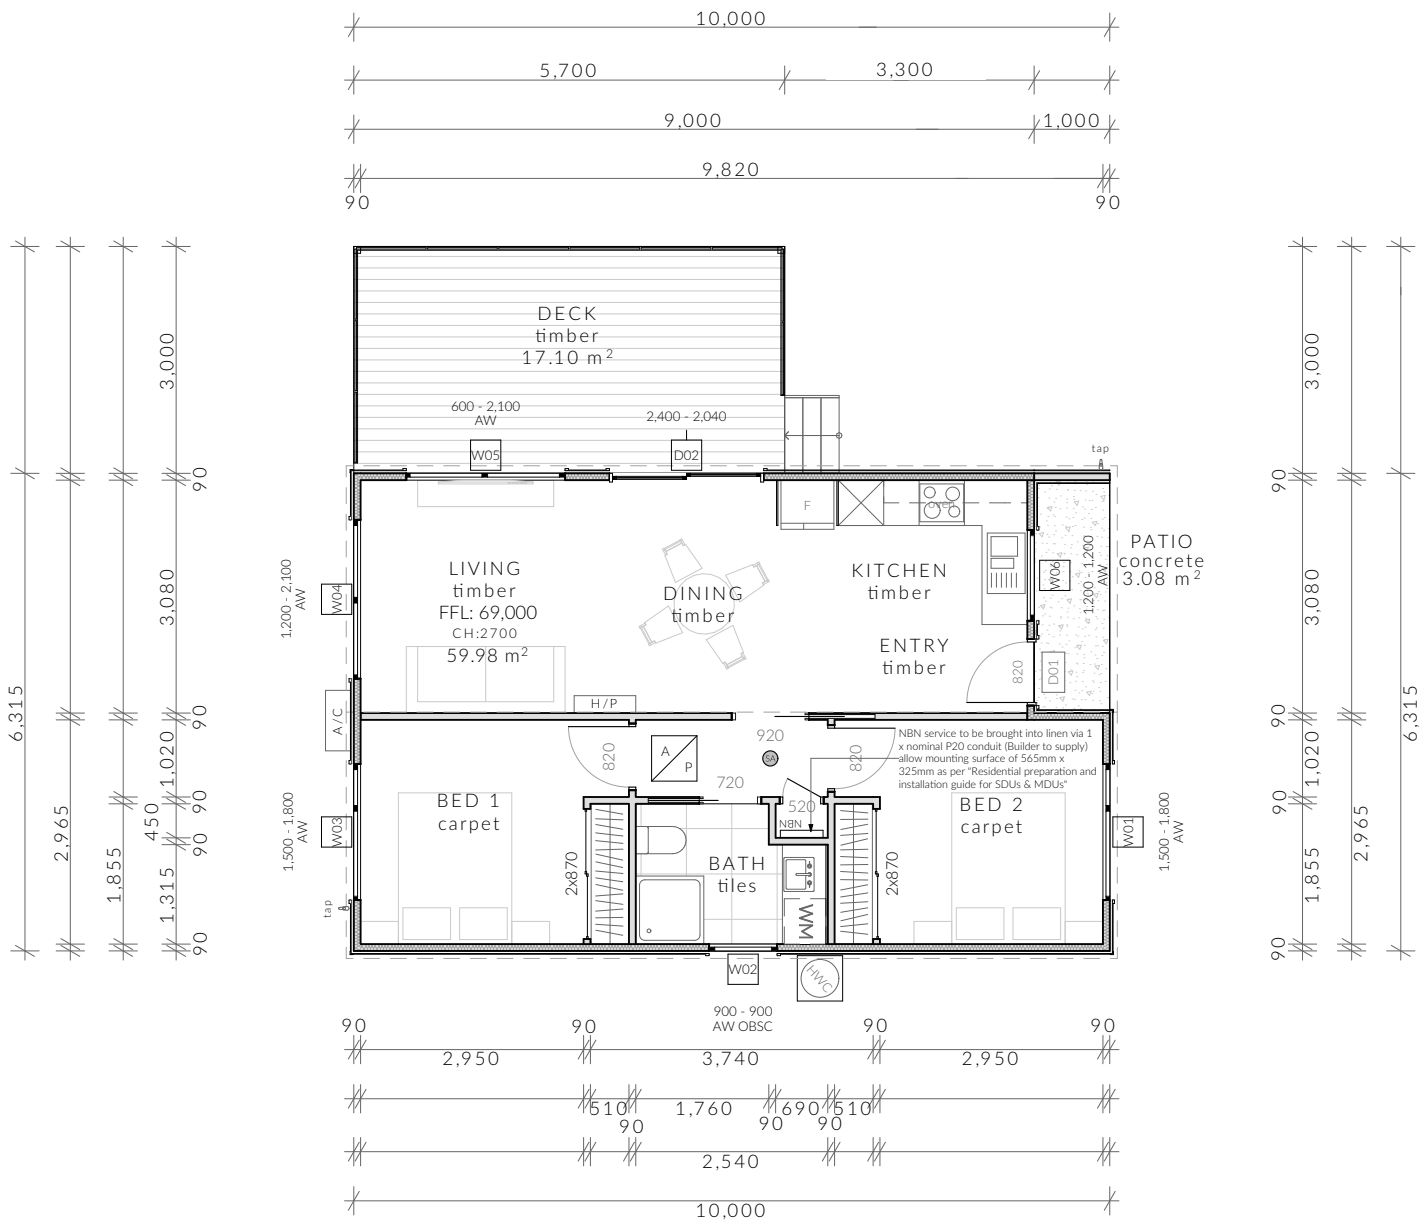 10,000
5,700
3,300
9,000
1,000
9,820
90
90
DECK
timber
17.10 m²
600 - 2,100
AW
2,400 - 2,040
W05
D02
tap
3,000
90
3,080
6,315
90
1,020
90
450
2,965
1,855
90
1,315
90
3,000
90
3,080
90
6,315
1,020
90
2,965
1,855
90
F
oven
LIVING
timber
FFL: 69,000
CH:2700
59.98 m²
DINING
timber
KITCHEN
timber
ENTRY
timber
PATIO
concrete
3.08 m²
W06
1,200 - 1,200
AW
D01
820
1,200 - 2,100
AW
W04
A/C
H/P
820
A
P
920
SA
720
820
520
NBN
NBN service to be brought into linen via 1
x nominal P20 conduit (Builder to supply)
allow mounting surface of 565mm x
325mm as per "Residential preparation and
installation guide for SDUs & MDUs"
BED 1
carpet
BED 2
carpet
1,500 - 1,800
AW
W03
W01
1,500 - 1,800
AW
2x870
2x870
BATH
tiles
WM
tap
W02
HWC
900 - 900
AW OBSC
90
90
90
90
2,950
3,740
2,950
510
1,760
690
510
90
90
90
2,540
10,000